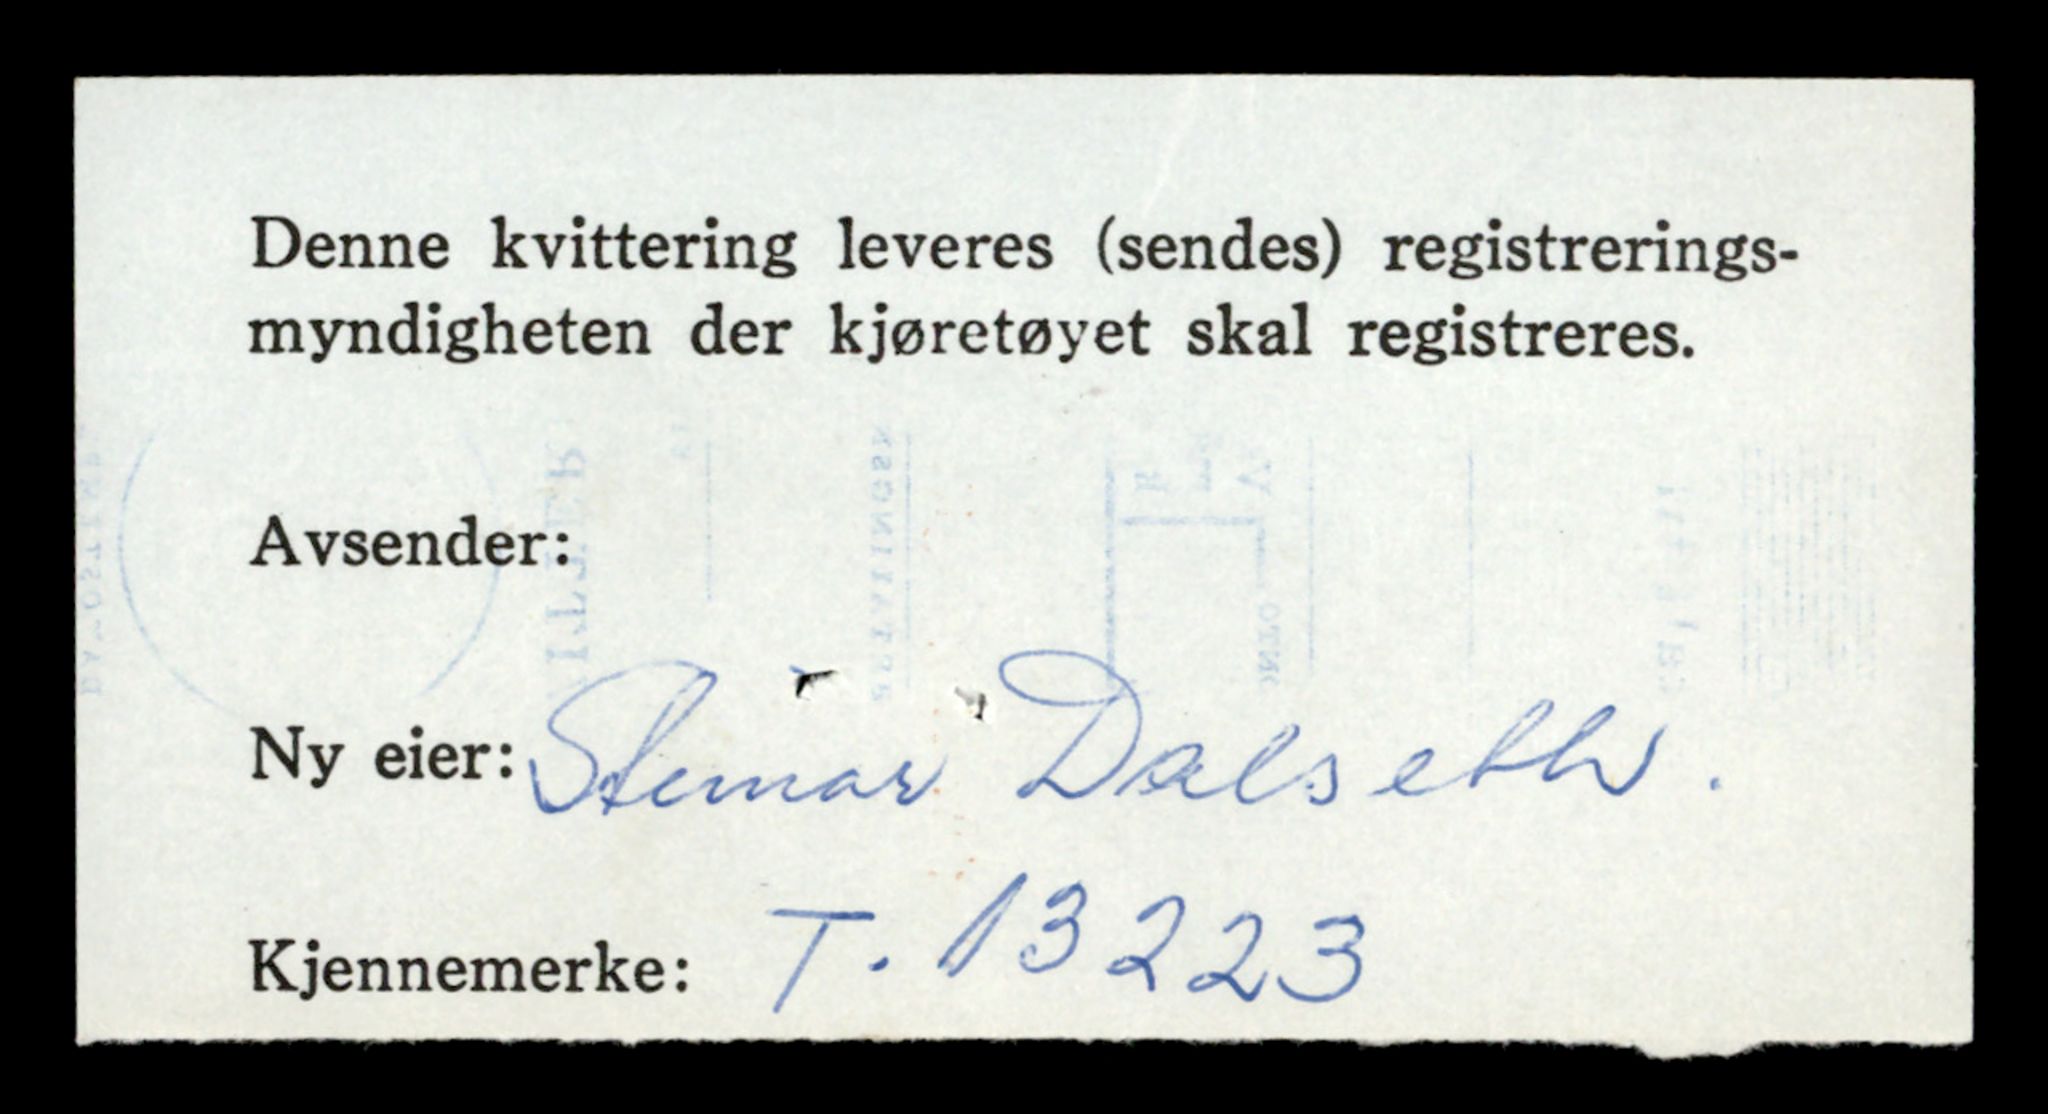 Denne kvittering leveres (sendes) registrerings-
myndigheten der kjøretøyet skal registreres.
Avsender:
Ny eier: Steinar Dalseth.
Kjennemerke: T. 13223